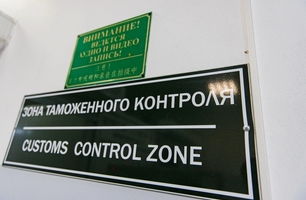 ВНИМАНИЕ!
ВЕДЕТСЯ
АУДИО И ВИДЕО
ЗАПИСЬ!
ЗОНА ТАМОЖЕННОГО КОНТРОЛЯ
CUSTOMS CONTROL ZONE